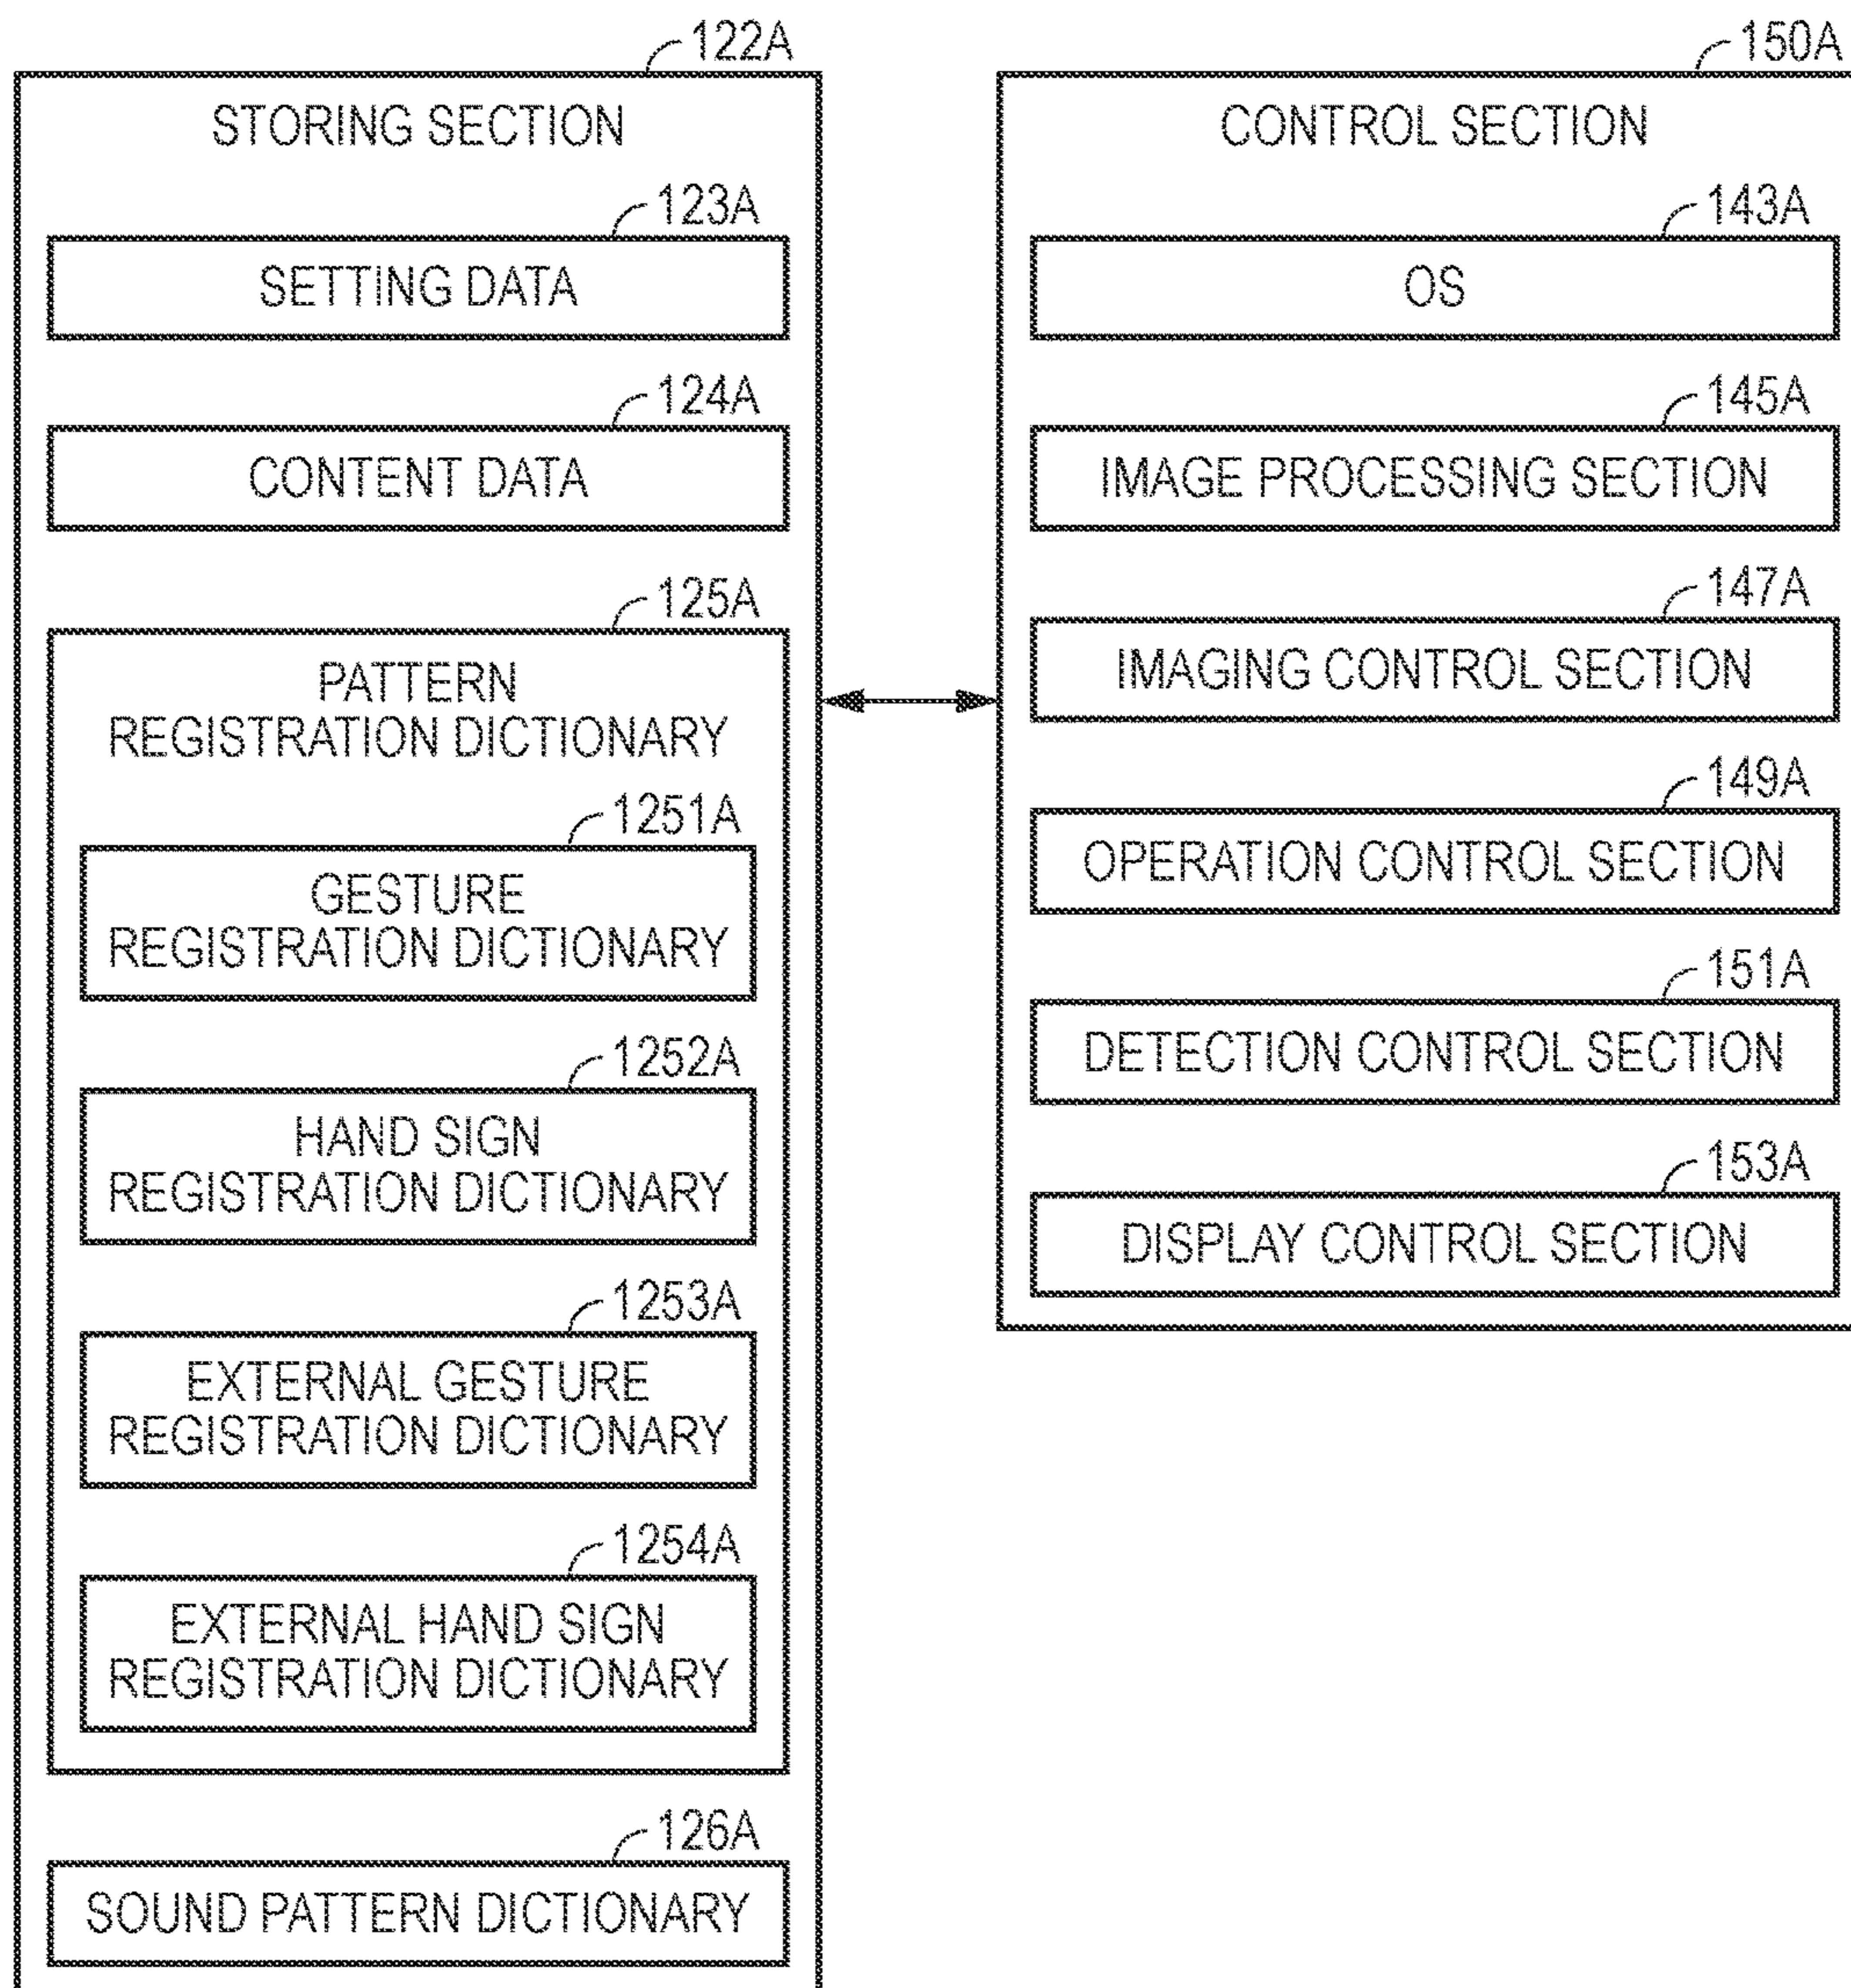 122A
STORING SECTION
123A
SETTING DATA
124A
CONTENT DATA
125A
PATTERN
REGISTRATION DICTIONARY
1251A
GESTURE
REGISTRATION DICTIONARY
1252A
HAND SIGN
REGISTRATION DICTIONARY
1253A
EXTERNAL GESTURE
REGISTRATION DICTIONARY
1254A
EXTERNAL HAND SIGN
REGISTRATION DICTIONARY
126A
SOUND PATTERN DICTIONARY
150A
CONTROL SECTION
143A
OS
145A
IMAGE PROCESSING SECTION
147A
IMAGING CONTROL SECTION
149A
OPERATION CONTROL SECTION
151A
DETECTION CONTROL SECTION
153A
DISPLAY CONTROL SECTION